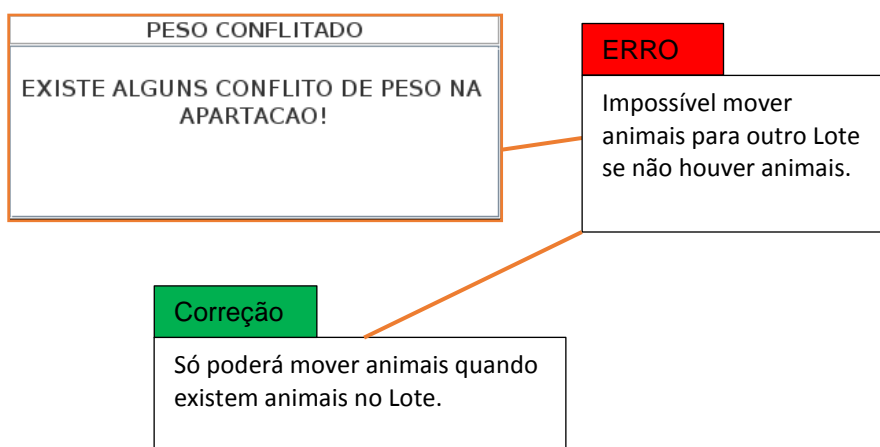 PESO CONFLITADO
EXISTE ALGUNS CONFLITO DE PESO NA
APARTACAO!
ERRO
Impossível mover
animais para outro Lote
se não houver animais.
Correção
Só poderá mover animais quando
existem animais no Lote.